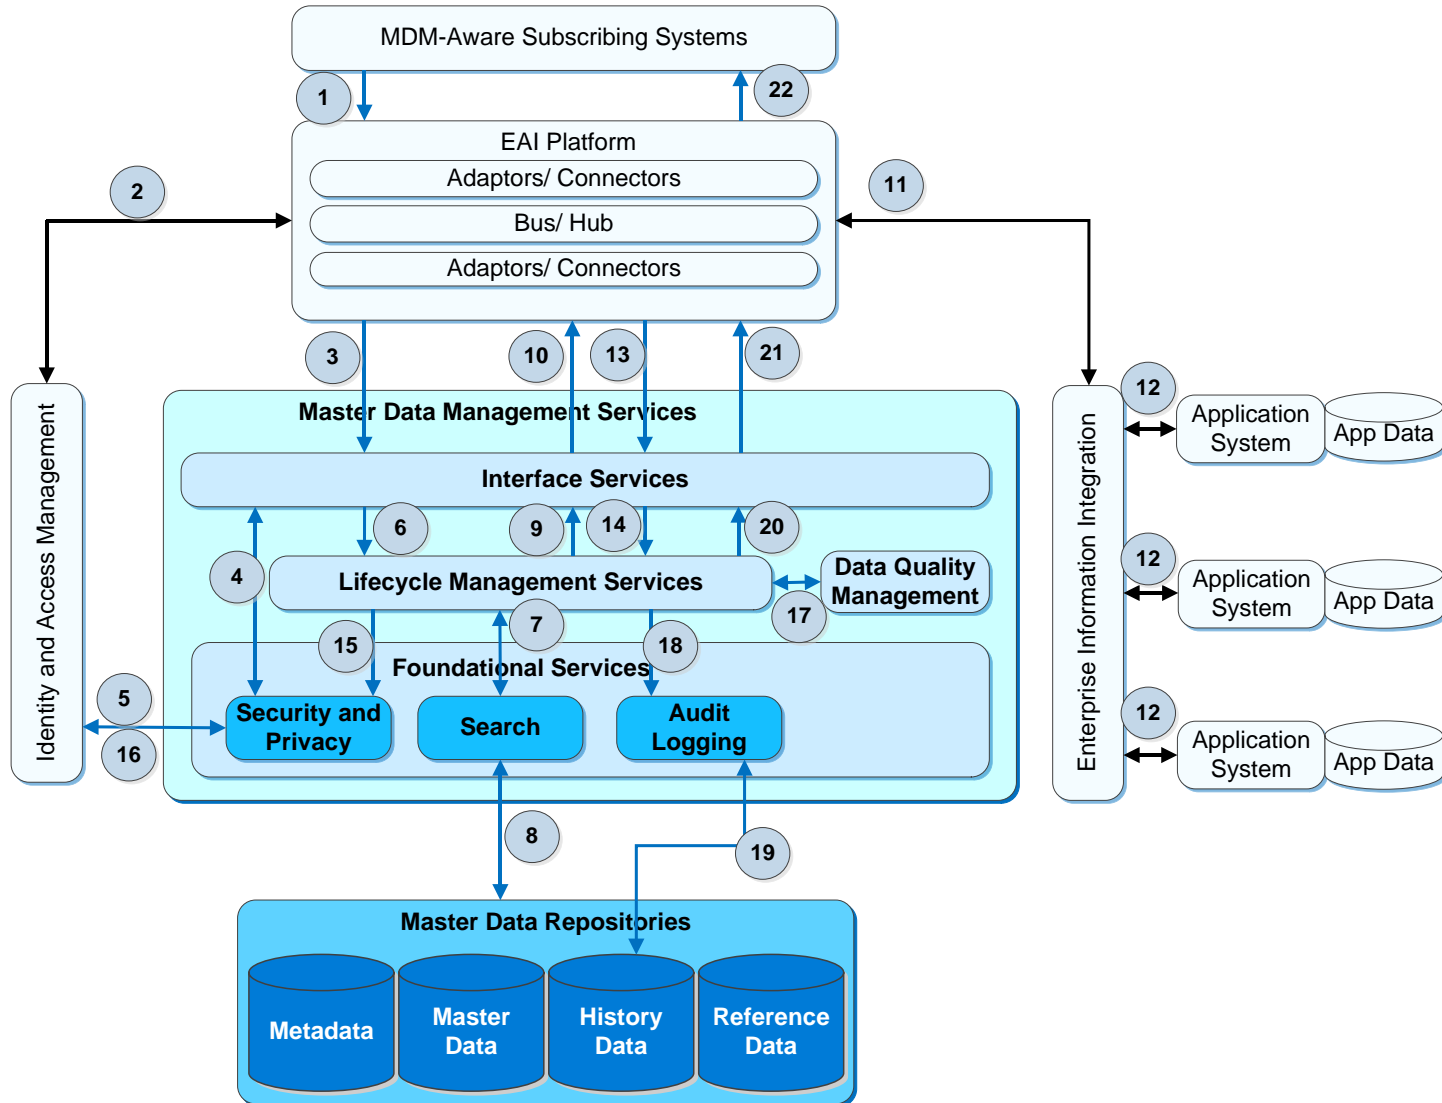 MDM-Aware Subscribing Systems
1
22
EAI Platform
Adaptors/ Connectors
Bus/ Hub
Adaptors/ Connectors
2
11
3
10
13
21
Master Data Management Services
Interface Services
6
9
14
20
4
Lifecycle Management Services
Data Quality
Management
17
7
15
18
Foundational Services
Security and
Privacy
Search
Audit
Logging
5
16
Identity and Access Management
Enterprise Information Integration
12
Application
System
App Data
12
Application
System
App Data
12
Application
System
App Data
8
19
Master Data Repositories
Metadata
Master
Data
History
Data
Reference
Data